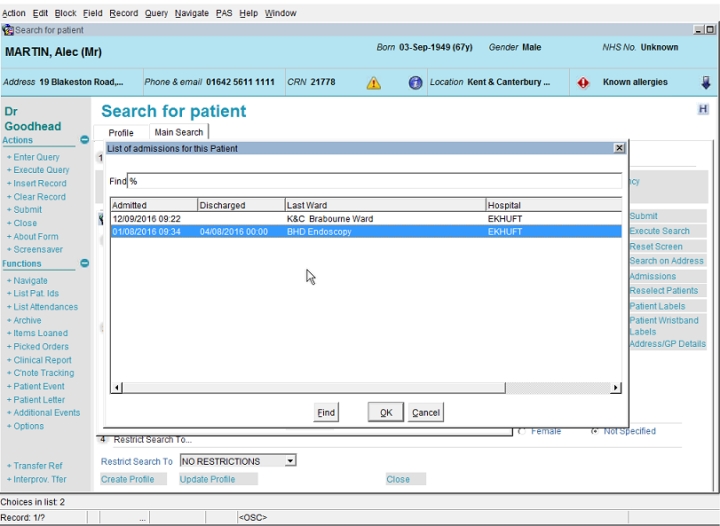 Action Edit Block Field Record Query Navigate PAS Help Window
Search for patient
MARTIN, Alec (Mr)
Born 03-Sep-1949 (67y) Gender Male NHS No. Unknown
Address 19 Blakeston Road,... Phone & email 01642 5611 1111 CRN 21778 Location Kent & Canterbury ... Known allergies
Dr Goodhead
Actions
+ Enter Query
+ Execute Query
+ Insert Record
+ Clear Record
+ Submit
+ Close
+ About Form
+ Screensaver
Functions
+ Navigate
+ List Pat. Ids
+ List Attendances
+ Archive
+ Items Loaned
+ Picked Orders
+ Clinical Report
+ C'note Tracking
+ Patient Event
+ Patient Letter
+ Additional Events
+ Options
+ Transfer Ref
+ Interprov. Tfer
Search for patient
H
Profile Main Search
1
List of admissions for this Patient
Find %
Admitted Discharged Last Ward Hospital
12/09/2016 09:22 K&C Brabourne Ward EKHUFT
01/08/2016 09:34 04/08/2016 00:00 BHD Endoscopy EKHUFT
Find OK Cancel
Submit
Execute Search
Reset Screen
Search on Address
Admissions
Reselect Patients
Patient Labels
Patient Wristband
Labels
Address/GP Details
Female Not Specified
4 Restrict Search To...
Restrict Search To NO RESTRICTIONS
Create Profile Update Profile Close
Choices in list: 2
Record: 1/? ... <OSC>